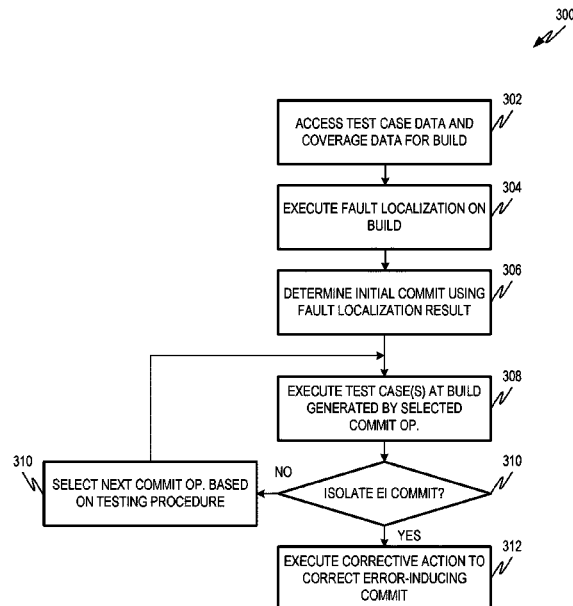 300
302
ACCESS TEST CASE DATA AND
COVERAGE DATA FOR BUILD
304
EXECUTE FAULT LOCALIZATION ON
BUILD
306
DETERMINE INITIAL COMMIT USING
FAULT LOCALIZATION RESULT
308
EXECUTE TEST CASE(S) AT BUILD
GENERATED BY SELECTED
COMMIT OP.
310
SELECT NEXT COMMIT OP. BASED
ON TESTING PROCEDURE
NO
310
ISOLATE EI COMMIT?
YES
312
EXECUTE CORRECTIVE ACTION TO
CORRECT ERROR-INDUCING
COMMIT